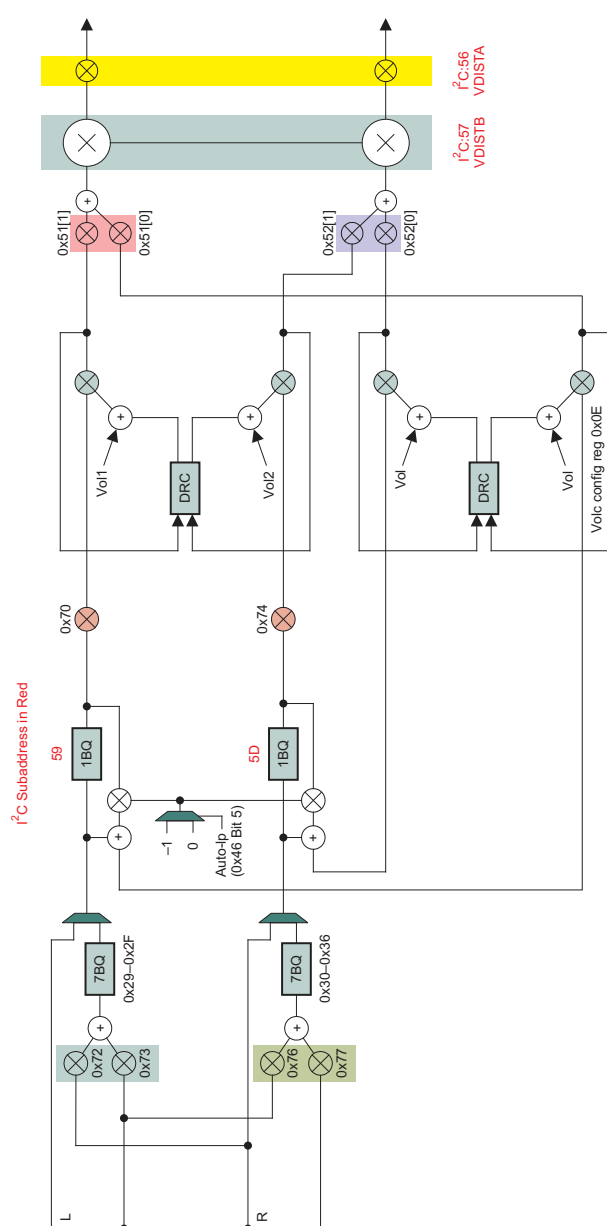 I²C Subaddress in Red
L
R
0x72
0x73
0x76
0x77
7BQ
0x29–0x2F
7BQ
0x30–0x36
+
+
+
+
–1
0
Auto-lp
(0x46 Bit 5)
59
1BQ
5D
1BQ
0x70
0x74
Vol1
+
DRC
+
Vol2
Vol
+
DRC
+
Vol
Volc config reg 0x0E
0x51[1]
0x51[0]
+
0x52[1]
0x52[0]
+
I²C:57
VDISTB
I²C:56
VDISTA